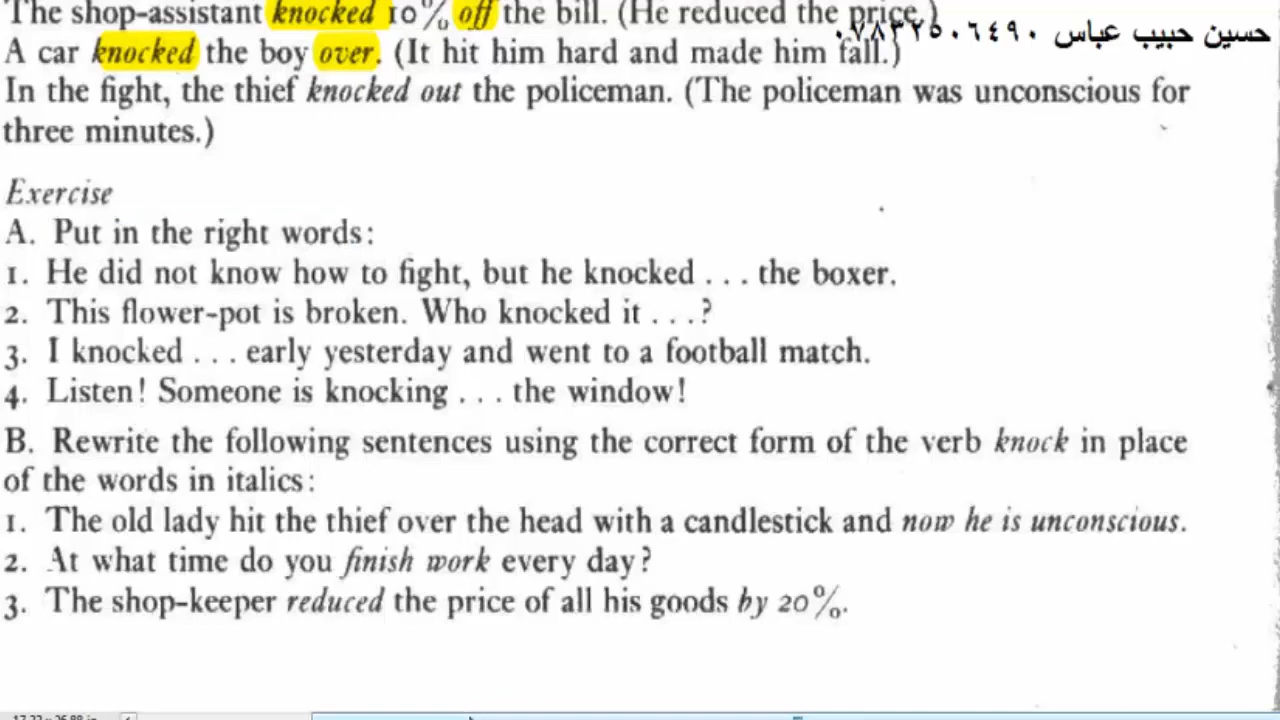 The shop-assistant knocked 10% off the bill. (He reduced the price.)
حسين حبيب عباس ٠٧٨٣٢٥٠٦٤٩٠
A car knocked the boy over. (It hit him hard and made him fall.)
In the fight, the thief knocked out the policeman. (The policeman was unconscious for
three minutes.)
Exercise
A. Put in the right words:
1. He did not know how to fight, but he knocked . . . the boxer.
2. This flower-pot is broken. Who knocked it . . .?
3. I knocked . . . early yesterday and went to a football match.
4. Listen! Someone is knocking . . . the window!
B. Rewrite the following sentences using the correct form of the verb knock in place
of the words in italics:
1. The old lady hit the thief over the head with a candlestick and now he is unconscious.
2. At what time do you finish work every day?
3. The shop-keeper reduced the price of all his goods by 20%.